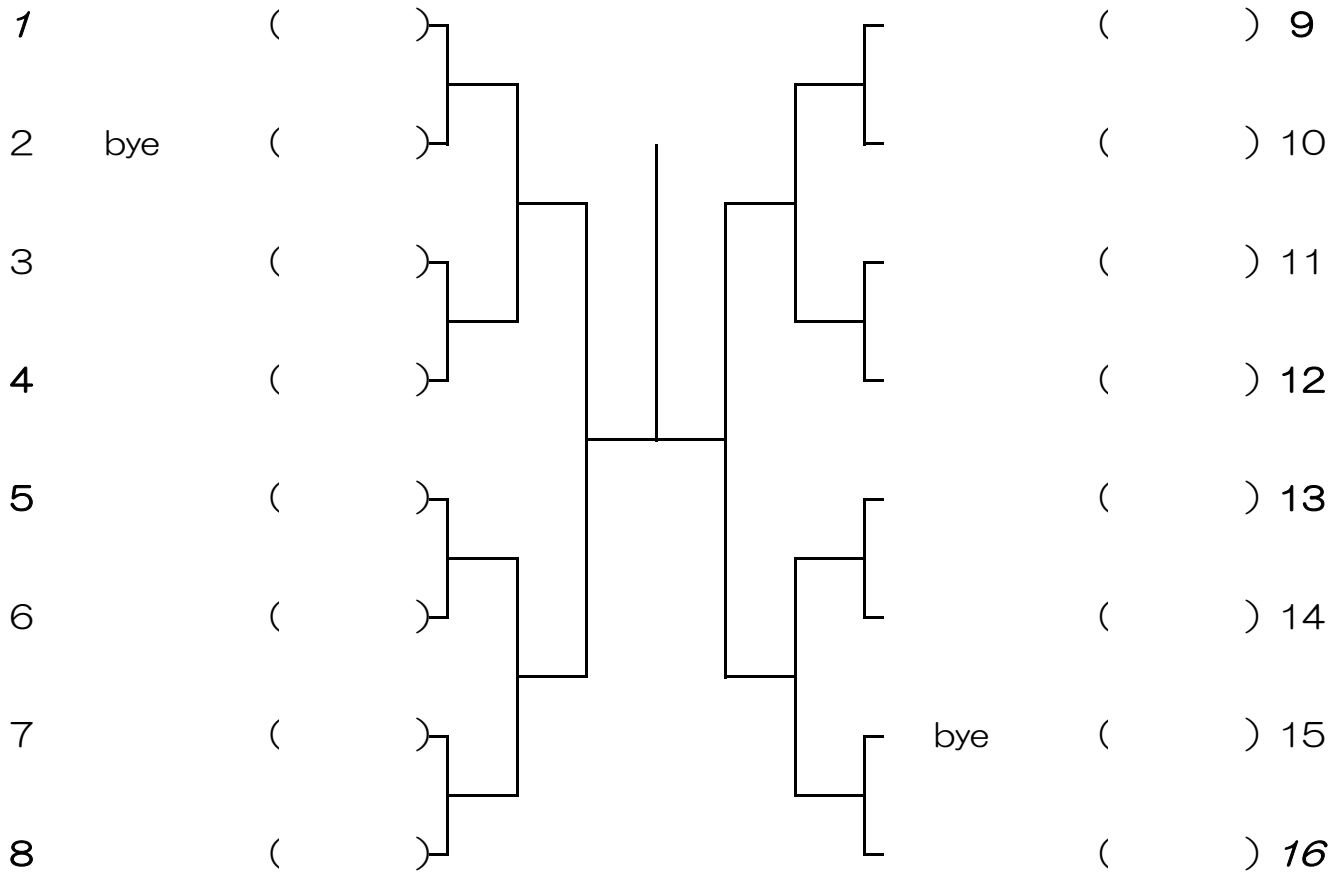 1 ( ) ( ) 9
2 bye ( ) ( ) 10
3 ( ) ( ) 11
4 ( ) ( ) 12
5 ( ) ( ) 13
6 ( ) ( ) 14
7 ( ) bye ( ) 15
8 ( ) ( ) 16